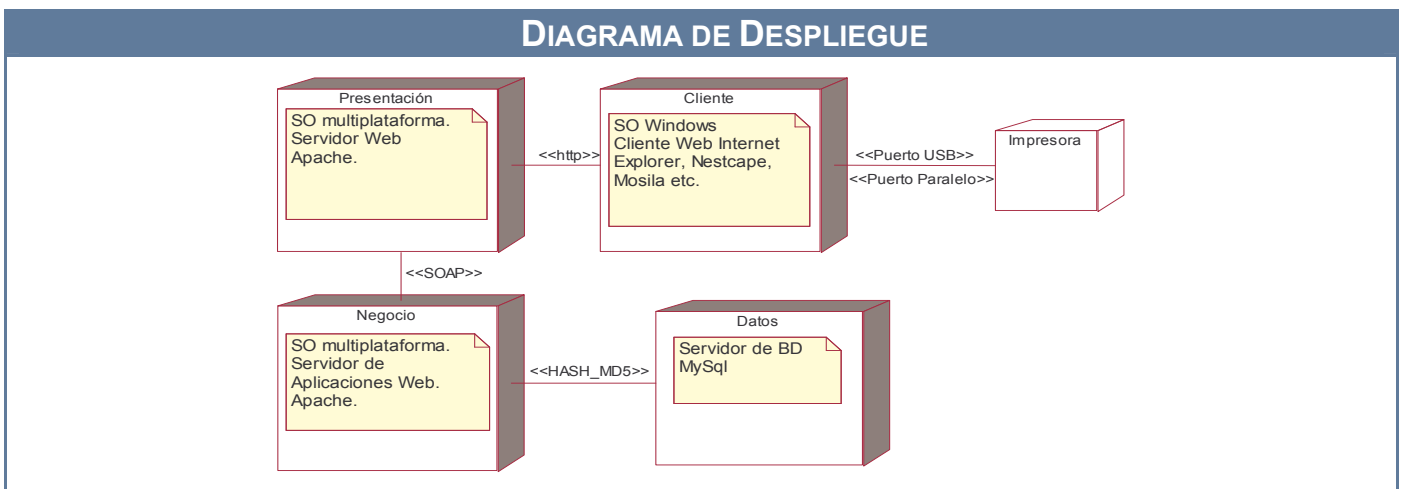 DIAGRAMA DE DESPLIEGUE
Presentación
SO multiplataforma.
Servidor Web
Apache.
<<http>>
Cliente
SO Windows
Cliente Web Internet
Explorer, Nestcape,
Mosila etc.
<<Puerto USB>>
<<Puerto Paralelo>>
Impresora
<<SOAP>>
Negocio
SO multiplataforma.
Servidor de
Aplicaciones Web.
Apache.
<<HASH_MD5>>
Datos
Servidor de BD
MySql